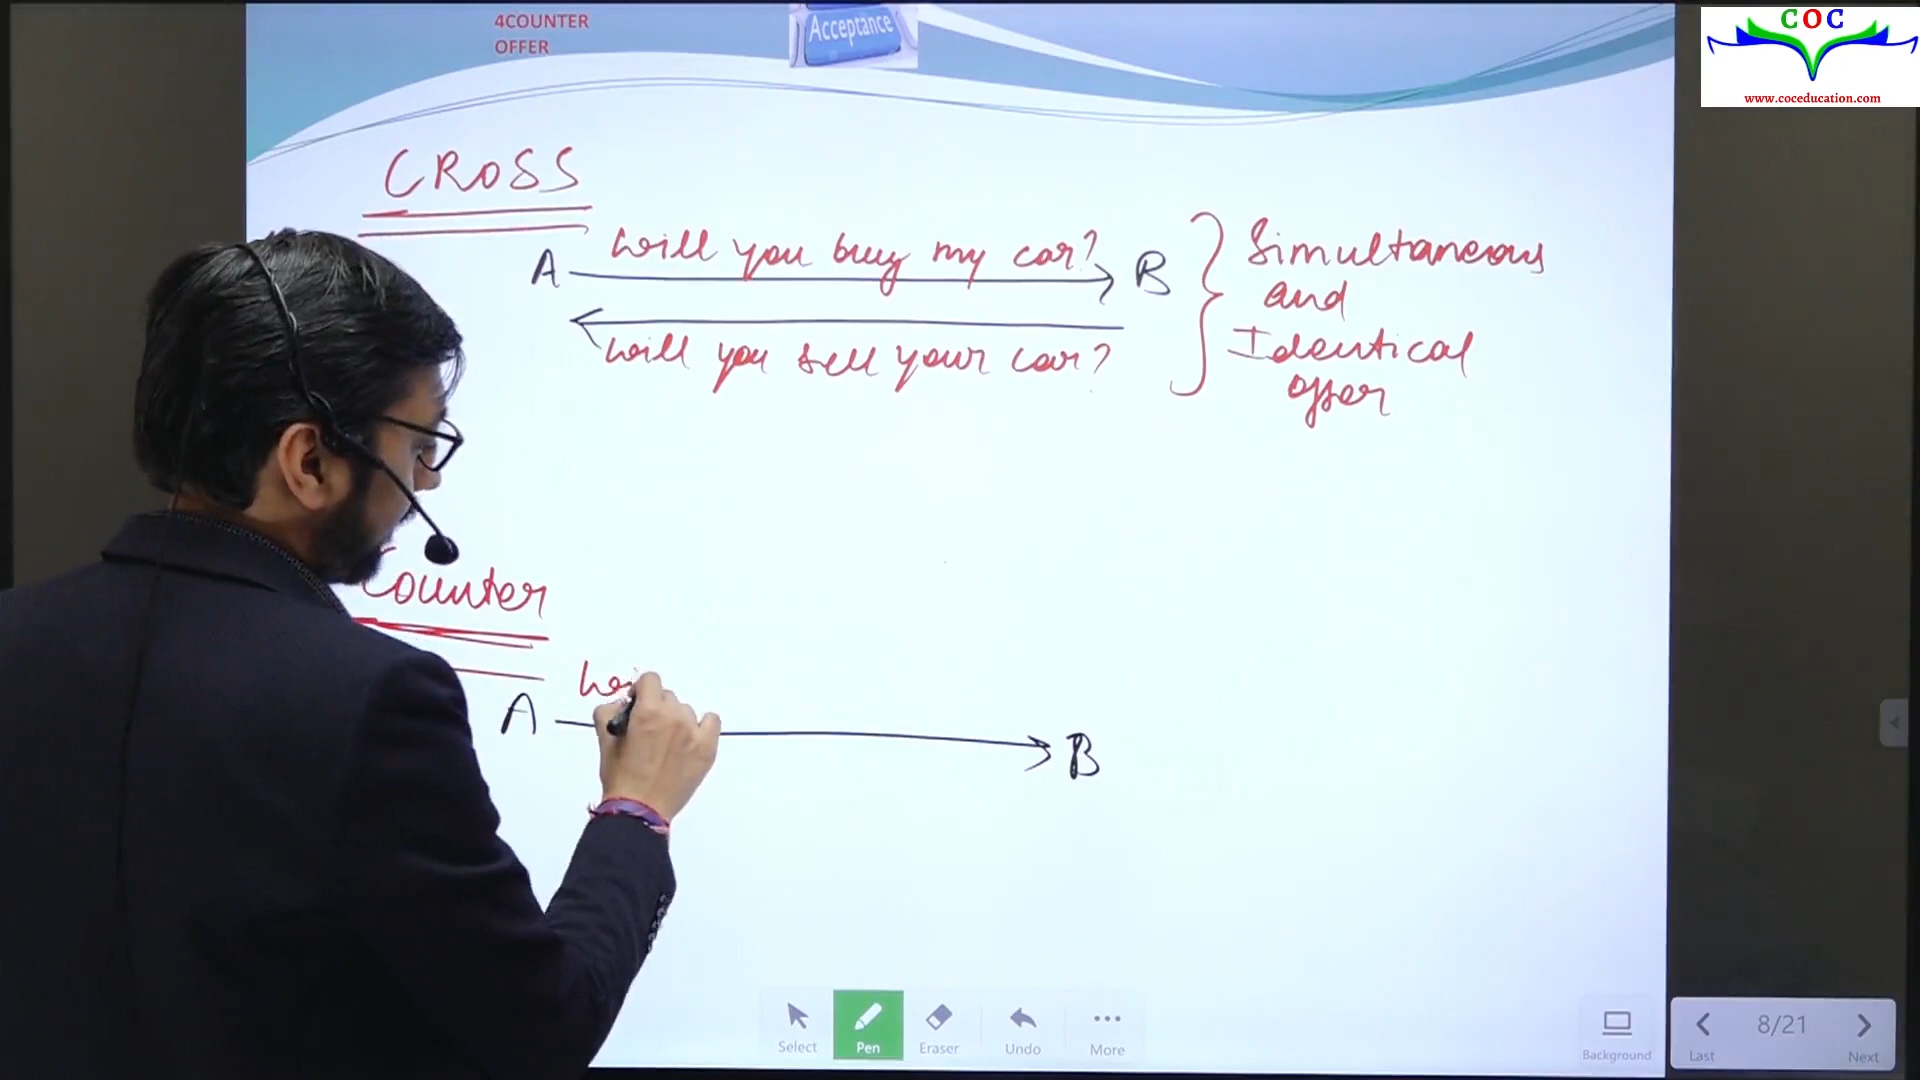 4COUNTER
OFFER
Acceptance
COC
www.coceducation.com
CROSS
A will you buy my car? B
will you sell your car?
Simultaneous
and
Identical
offer
Counter
A B
Select Pen Eraser Undo More
Background
8/21
Last Next